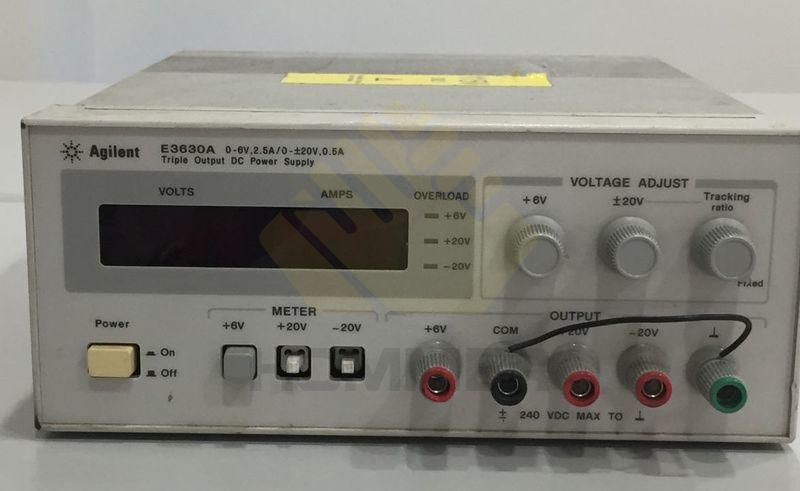 Agilent E3630A 0-6V,2.5A/0-±20V,0.5A
Triple Output DC Power Supply
VOLTS AMPS OVERLOAD
+6V
+20V
-20V
VOLTAGE ADJUST
+6V ±20V Tracking
ratio
Fixed
Power
On
Off
METER
+6V +20V -20V
OUTPUT
+6V COM +20V -20V ⊥
± 240 VDC MAX TO ⊥